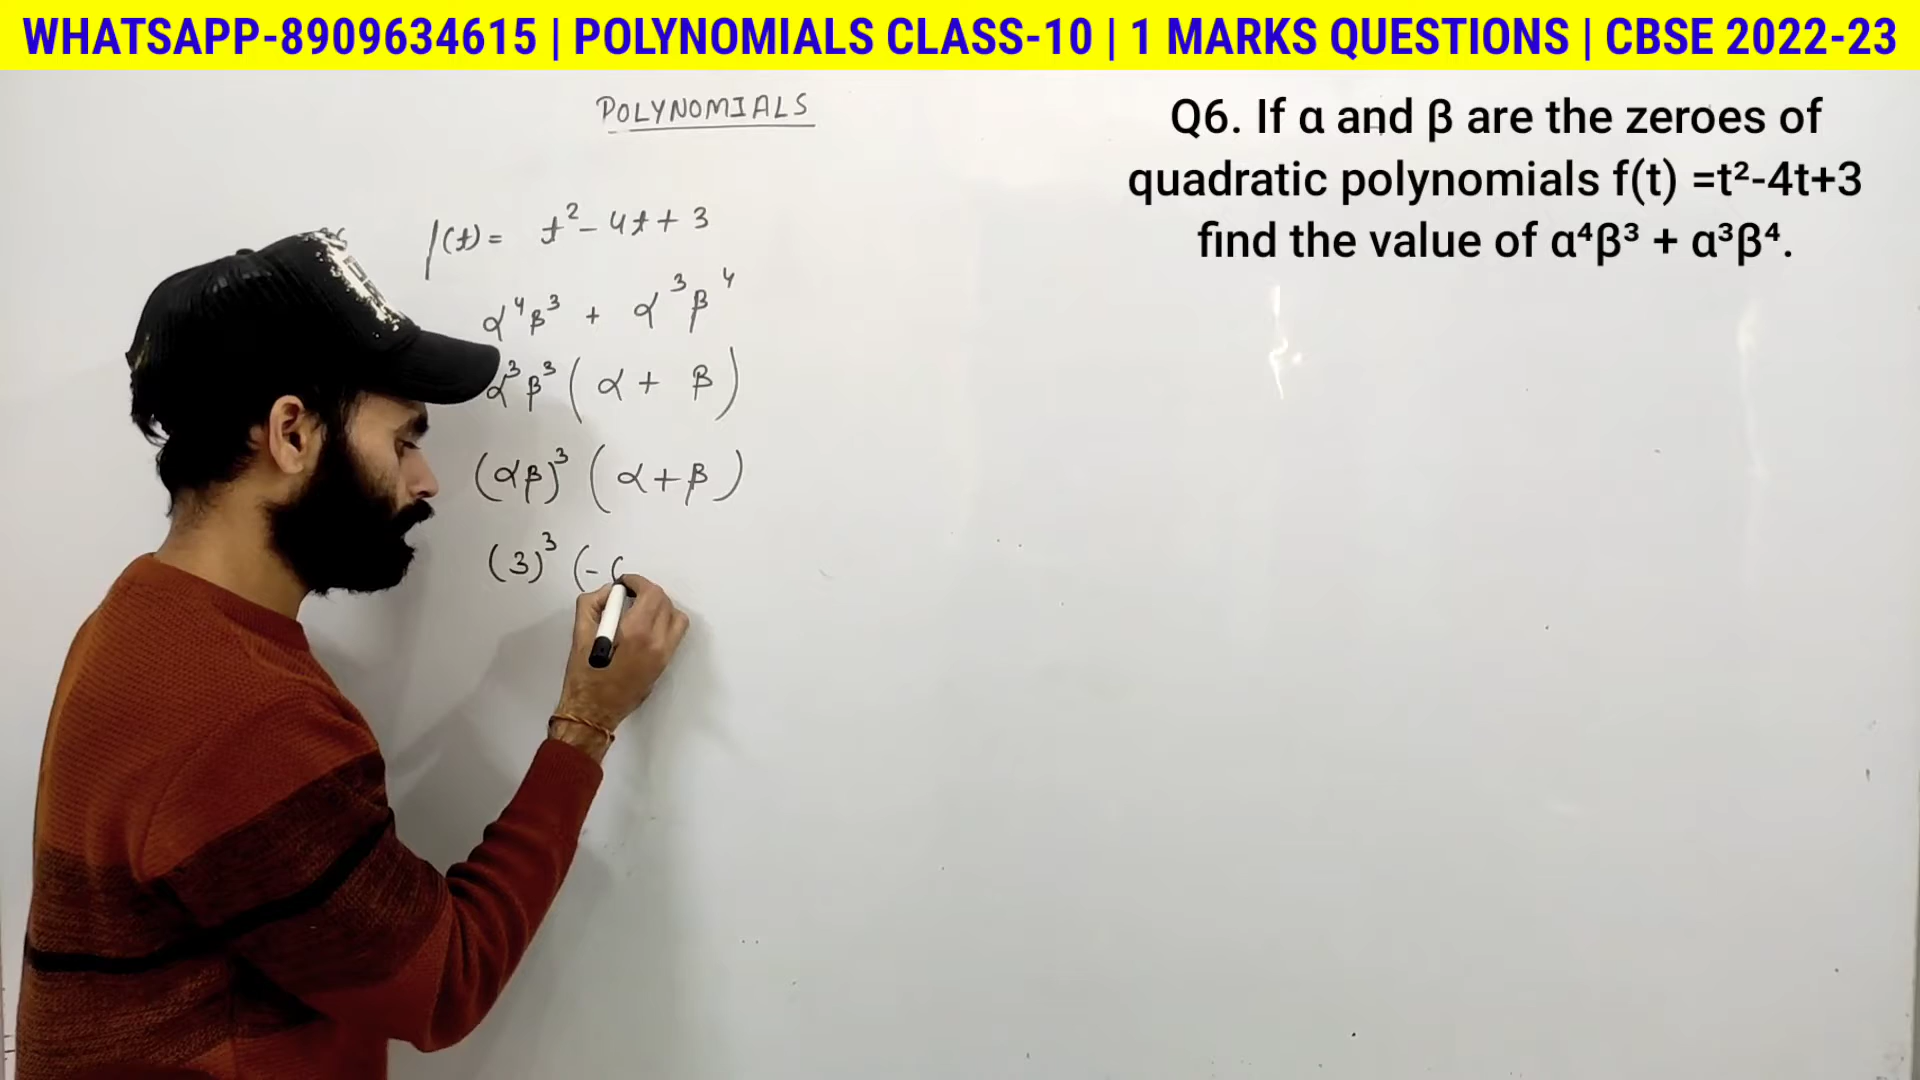 WHATSAPP-8909634615 | POLYNOMIALS CLASS-10 | 1 MARKS QUESTIONS | CBSE 2022-23
POLYNOMIALS
Q6. If α and β are the zeroes of
quadratic polynomials f(t) =t²-4t+3
find the value of α⁴β³ + α³β⁴.
f(t) = t² - 4t + 3
α⁴β³ + α³β⁴
α³β³ (α + β)
(αβ)³ (α+β)
(3)³ (-